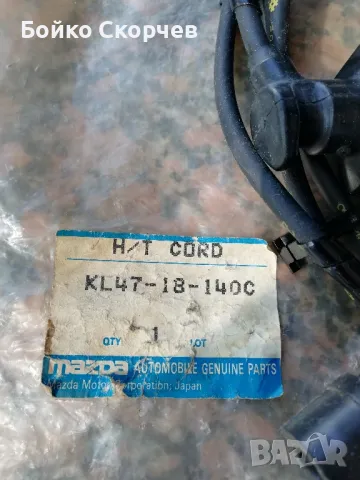 Бойко Скорчев
H/T CORD
KL47-18-140C
QTY 1 LOT
mazda AUTOMOBILE GENUINE PARTS
Mazda Motor Corporation; Japan
BAZAR